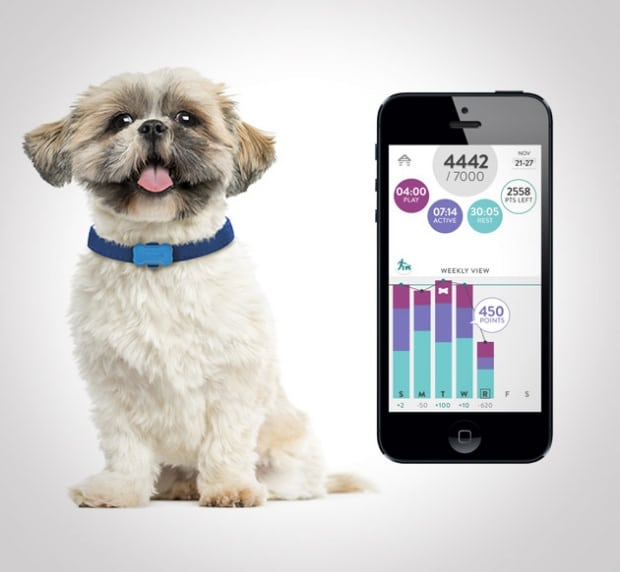 4442
/ 7000
NOV
21-27
04:00
PLAY
07:14
ACTIVE
30:05
REST
2558
PTS LEFT
WEEKLY VIEW
450
POINTS
S M T W R F S
+2 -50 +100 +10 -620